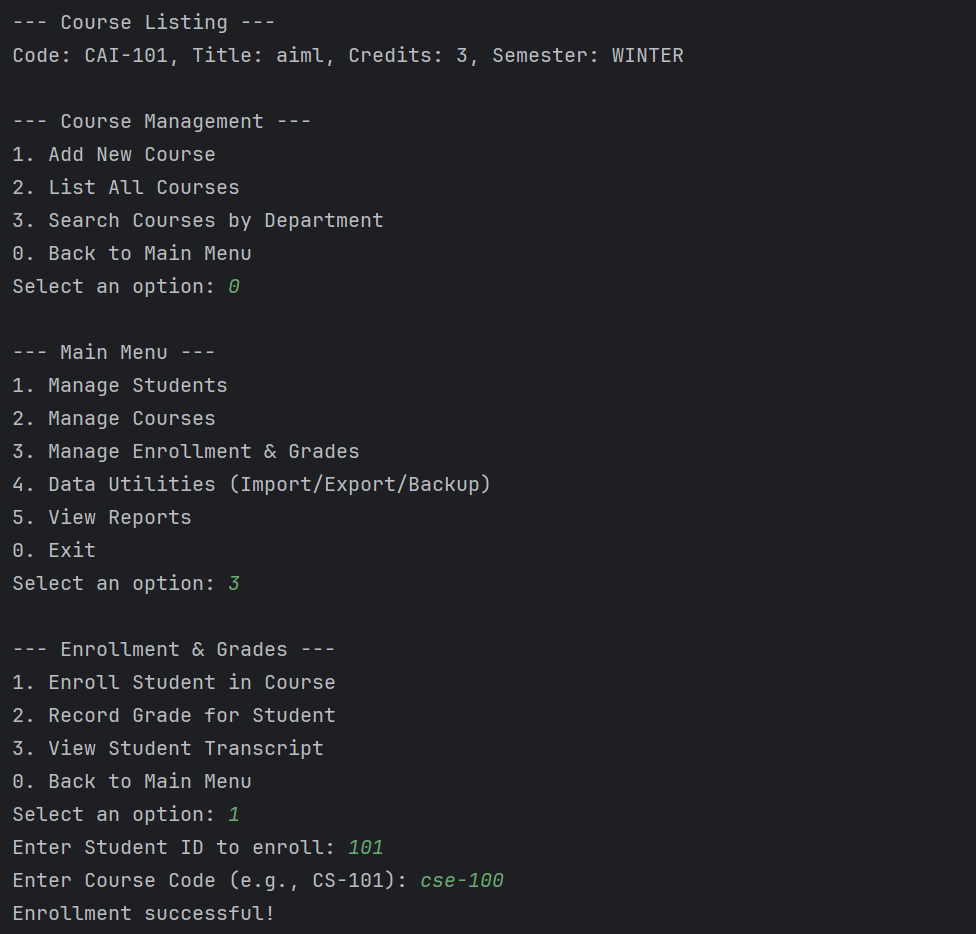 --- Course Listing ---
Code: CAI-101, Title: aiml, Credits: 3, Semester: WINTER
--- Course Management ---
1. Add New Course
2. List All Courses
3. Search Courses by Department
0. Back to Main Menu
Select an option: 0
--- Main Menu ---
1. Manage Students
2. Manage Courses
3. Manage Enrollment & Grades
4. Data Utilities (Import/Export/Backup)
5. View Reports
0. Exit
Select an option: 3
--- Enrollment & Grades ---
1. Enroll Student in Course
2. Record Grade for Student
3. View Student Transcript
0. Back to Main Menu
Select an option: 1
Enter Student ID to enroll: 101
Enter Course Code (e.g., CS-101): cse-100
Enrollment successful!